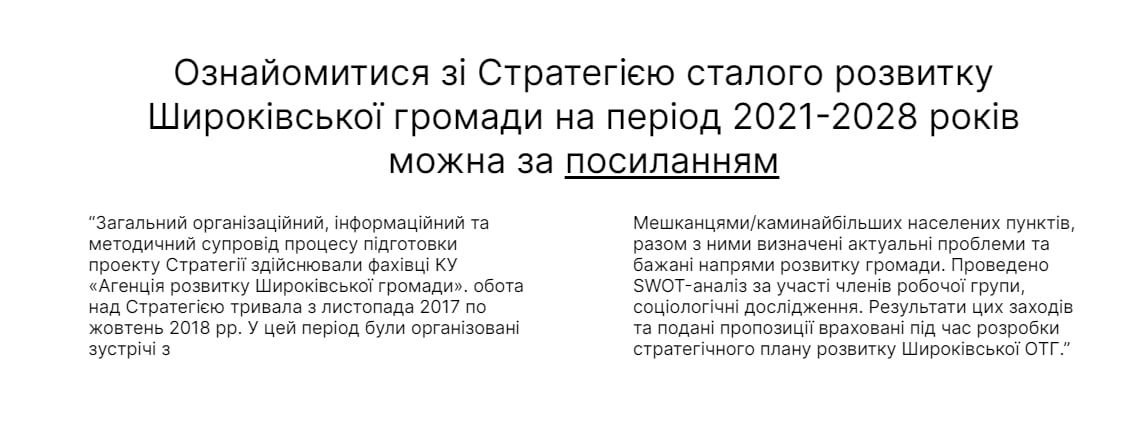 Ознайомитися зі Стратегією сталого розвитку
Широківської громади на період 2021-2028 років
можна за посиланням
“Загальний організаційний, інформаційний та
методичний супровід процесу підготовки
проекту Стратегії здійснювали фахівці КУ
«Агенція розвитку Широківської громади». обота
над Стратегією тривала з листопада 2017 по
жовтень 2018 рр. У цей період були організовані
зустрічі з
Мешканцями/каминайбільших населених пунктів,
разом з ними визначені актуальні проблеми та
бажані напрями розвитку громади. Проведено
SWOT-аналіз за участі членів робочої групи,
соціологічні дослідження. Результати цих заходів
та подані пропозиції враховані під час розробки
стратегічного плану розвитку Широківської ОТГ.”